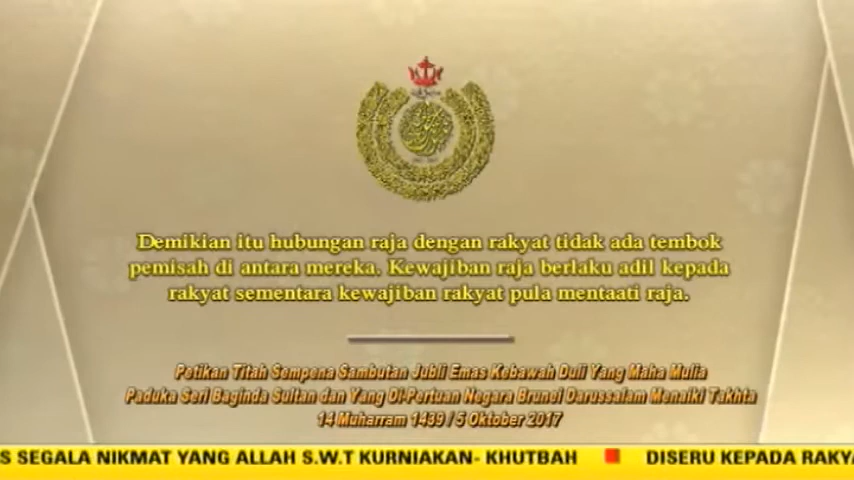 Demikian itu hubungan raja dengan rakyat tidak ada tembok
pemisah di antara mereka. Kewajiban raja berlaku adil kepada
rakyat sementara kewajiban rakyat pula mentaati raja.
Petikan Titah Sempena Sambutan Jubli Emas Kebawah Duli Yang Maha Mulia
Paduka Seri Baginda Sultan dan Yang Di-Pertuan Negara Brunei Darussalam Menaiki Takhta
14 Muharram 1439 / 5 Oktober 2017
S SEGALA NIKMAT YANG ALLAH S.W.T KURNIAKAN- KHUTBAH DISERU KEPADA RAKYA